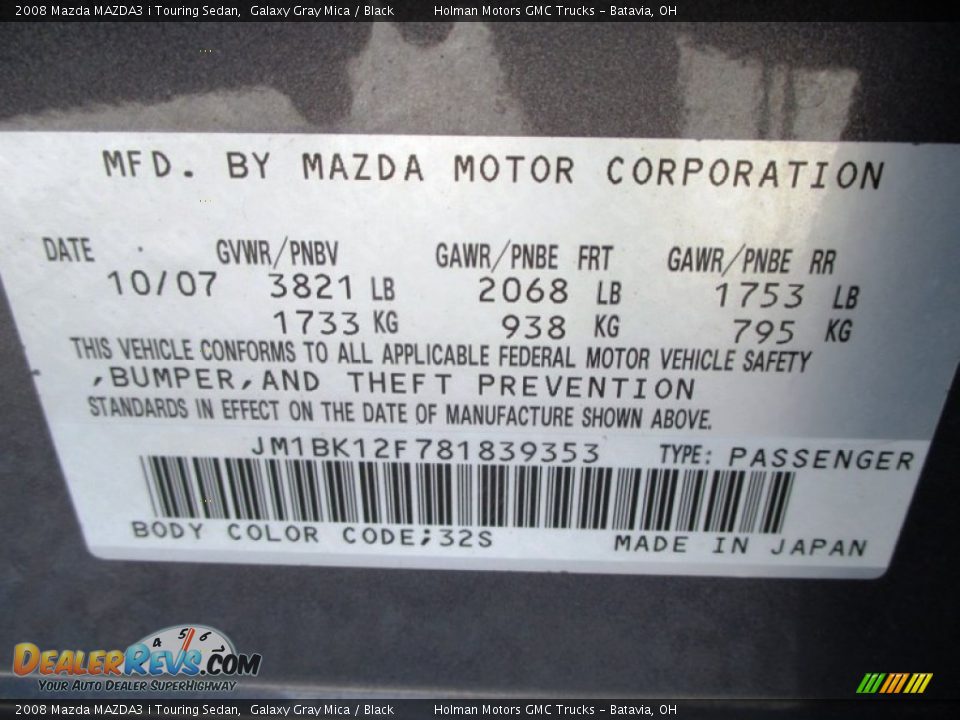 2008 Mazda MAZDA3 i Touring Sedan, Galaxy Gray Mica / Black Holman Motors GMC Trucks - Batavia, OH
MFD. BY MAZDA MOTOR CORPORATION
DATE GVWR/PNBV GAWR/PNBE FRT GAWR/PNBE RR
10/07 3821 LB 2068 LB 1753 LB
1733 KG 938 KG 795 KG
THIS VEHICLE CONFORMS TO ALL APPLICABLE FEDERAL MOTOR VEHICLE SAFETY
,BUMPER,AND THEFT PREVENTION
STANDARDS IN EFFECT ON THE DATE OF MANUFACTURE SHOWN ABOVE.
JM1BK12F781839353 TYPE: PASSENGER
BODY COLOR CODE;32S MADE IN JAPAN
4 5 6
DEALERREVS.COM
YOUR AUTO DEALER SUPERHIGHWAY
2008 Mazda MAZDA3 i Touring Sedan, Galaxy Gray Mica / Black Holman Motors GMC Trucks - Batavia, OH